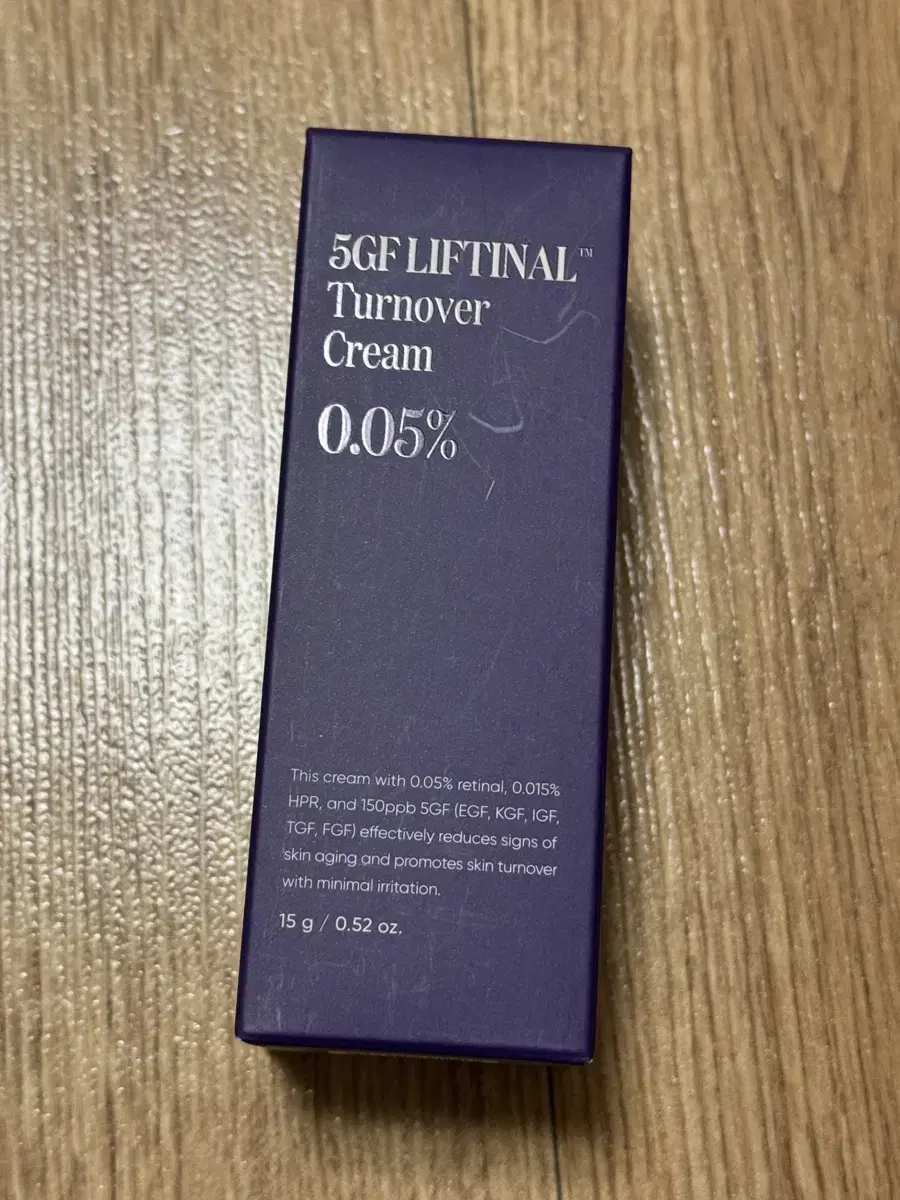 5GF LIFTINAL™
Turnover
Cream
0.05%
This cream with 0.05% retinal, 0.015%
HPR, and 150ppb 5GF (EGF, KGF, IGF,
TGF, FGF) effectively reduces signs of
skin aging and promotes skin turnover
with minimal irritation.
15 g / 0.52 oz.